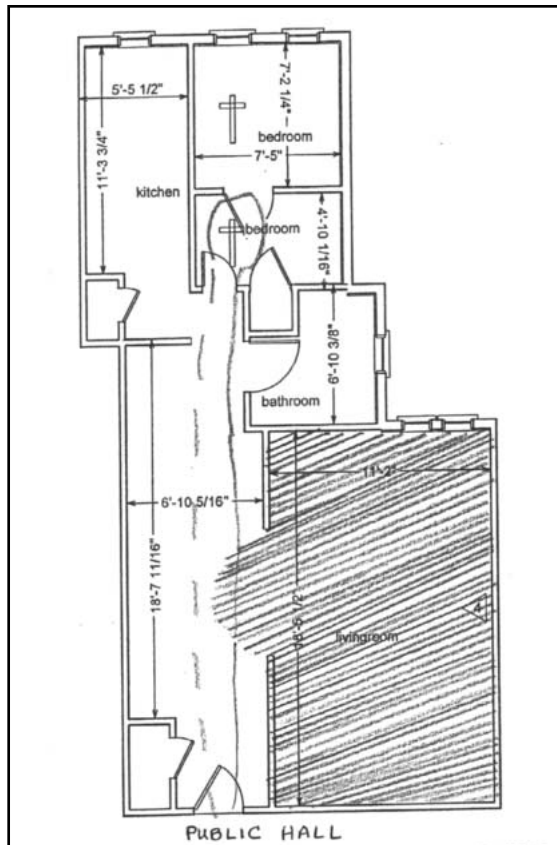 5'-5 1/2"
7'-2 1/4"
bedroom
7'-5"
11'-3 3/4"
kitchen
bedroom
4'-10 1/16"
6'-10 3/8"
bathroom
11'-2"
6'-10 5/16"
18'-7 11/16"
livingroom
4
PUBLIC HALL